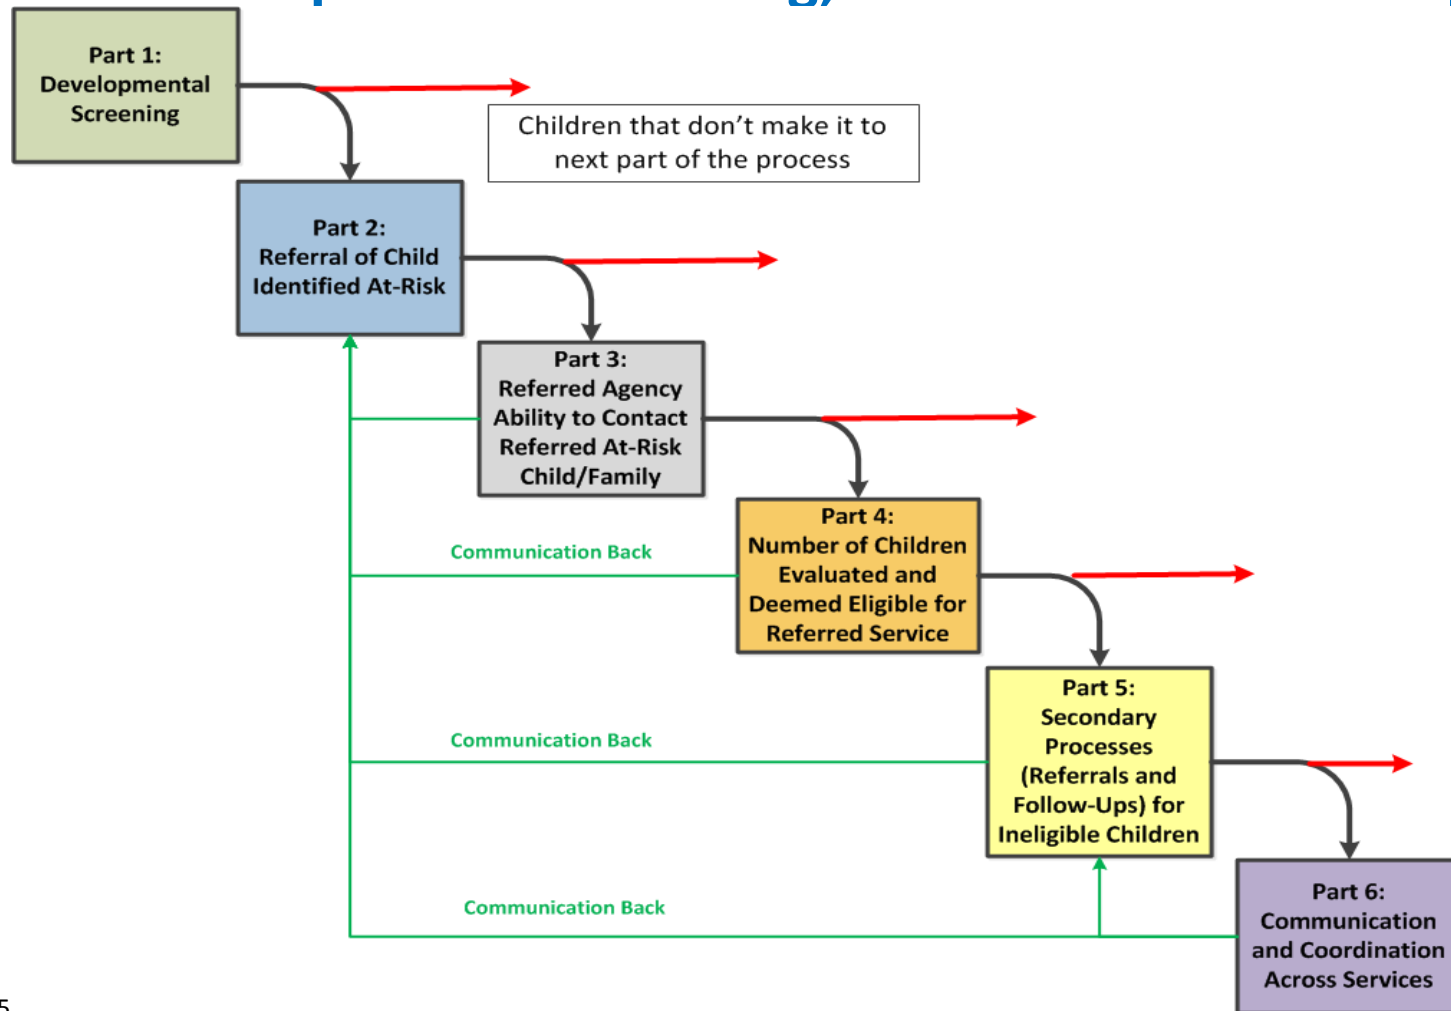 Part 1:
Developmental
Screening
Children that don’t make it to
next part of the process
Part 2:
Referral of Child
Identified At-Risk
Part 3:
Referred Agency
Ability to Contact
Referred At-Risk
Child/Family
Communication Back
Part 4:
Number of Children
Evaluated and
Deemed Eligible for
Referred Service
Communication Back
Part 5:
Secondary
Processes
(Referrals and
Follow-Ups) for
Ineligible Children
Communication Back
Part 6:
Communication
and Coordination
Across Services
5